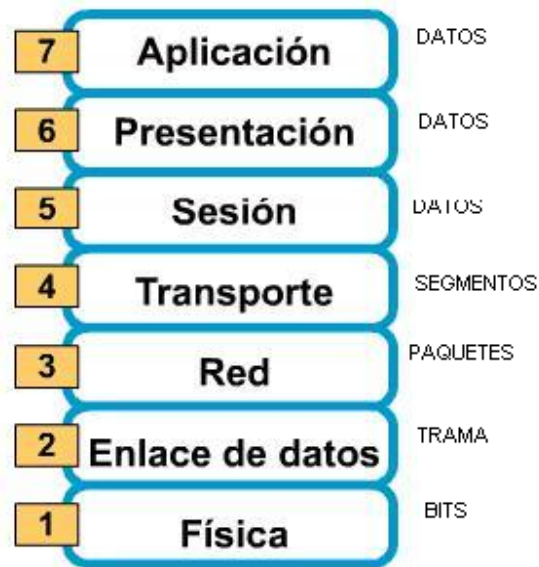 7 Aplicación DATOS
6 Presentación DATOS
5 Sesión DATOS
4 Transporte SEGMENTOS
3 Red PAQUETES
2 Enlace de datos TRAMA
1 Física BITS